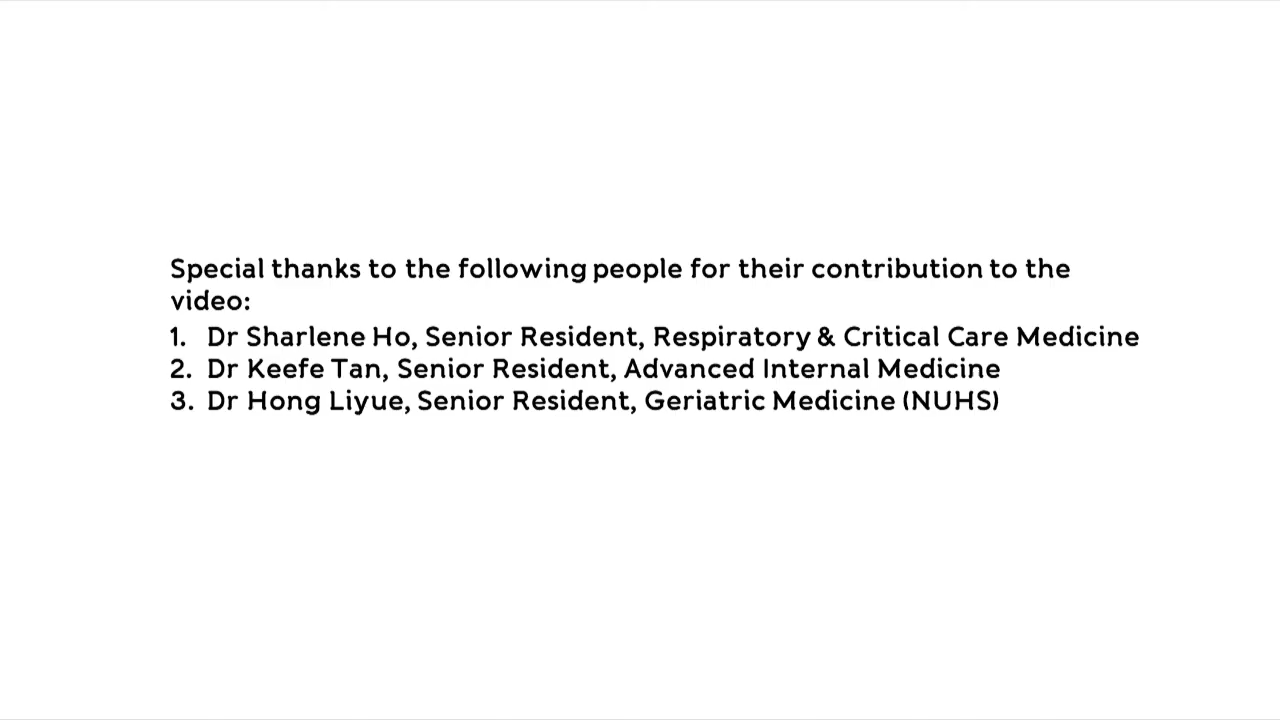 Special thanks to the following people for their contribution to the
video:
1. Dr Sharlene Ho, Senior Resident, Respiratory & Critical Care Medicine
2. Dr Keefe Tan, Senior Resident, Advanced Internal Medicine
3. Dr Hong Liyue, Senior Resident, Geriatric Medicine (NUHS)